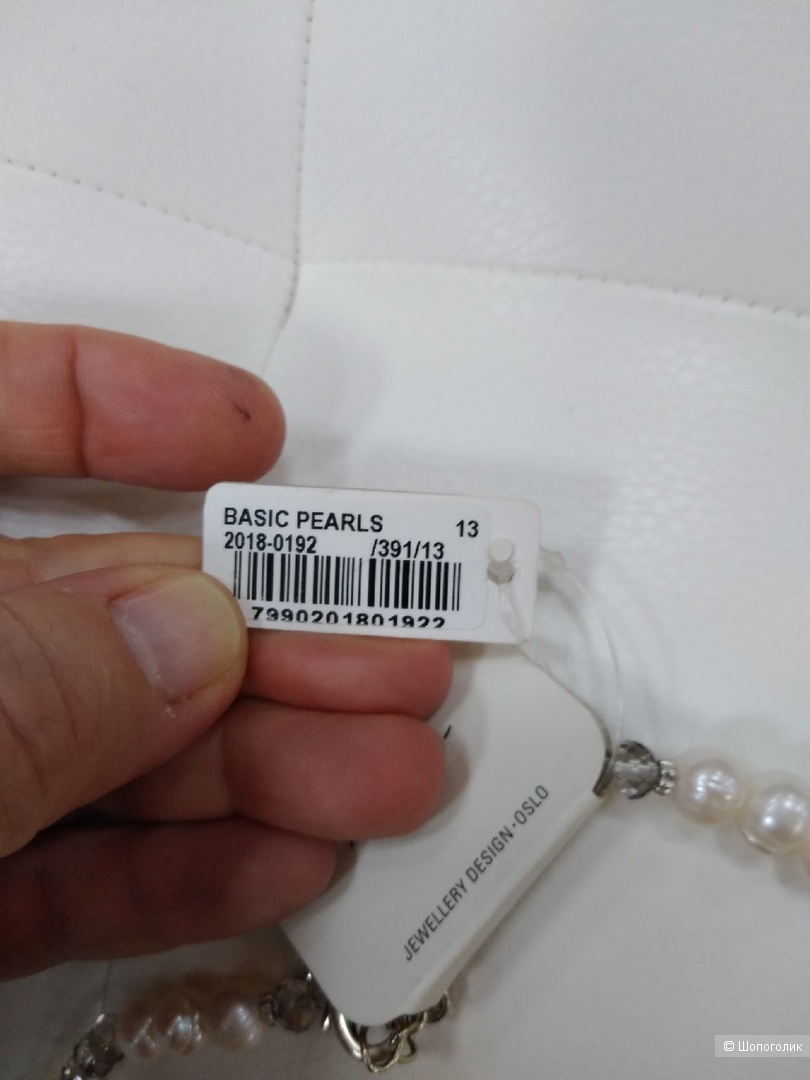 BASIC PEARLS 13
2018-0192 /391/13
7990201801922
JEWELLERY DESIGN·OSLO
© Шопоголик